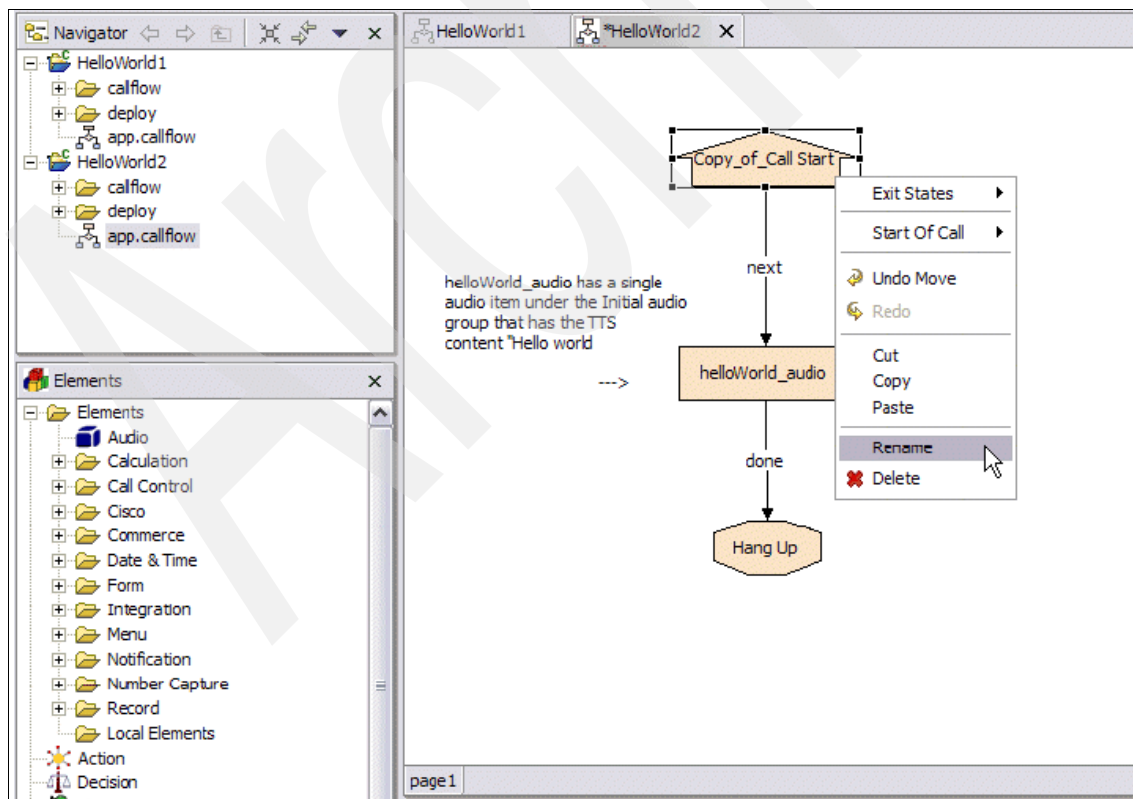 Navigator
HelloWorld1
callflow
deploy
app.callflow
HelloWorld2
callflow
deploy
app.callflow
Elements
Elements
Audio
Calculation
Call Control
Cisco
Commerce
Date & Time
Form
Integration
Menu
Notification
Number Capture
Record
Local Elements
Action
Decision
HelloWorld1
*HelloWorld2
Copy_of_Call Start
next
helloWorld_audio has a single
audio item under the Initial audio
group that has the TTS
content "Hello world
--->
helloWorld_audio
done
Hang Up
Exit States
Start Of Call
Undo Move
Redo
Cut
Copy
Paste
Rename
Delete
page1